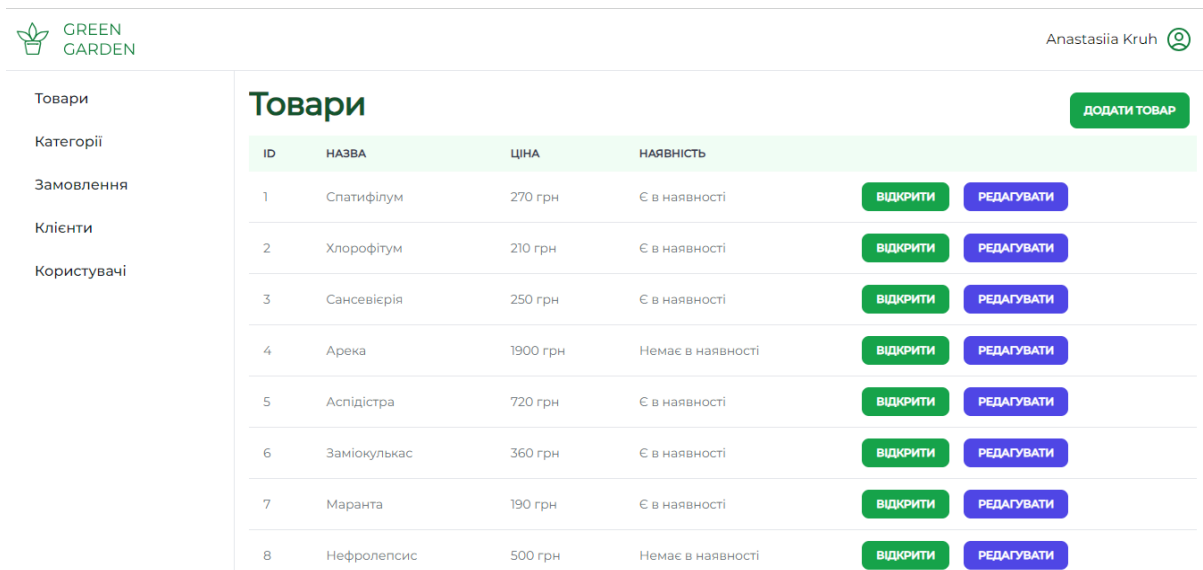 GREEN
GARDEN
Anastasiia Kruh
Товари
Категорії
Замовлення
Клієнти
Користувачі
Товари
ДОДАТИ ТОВАР
ID НАЗВА ЦІНА НАЯВНІСТЬ
1 Спатифілум 270 грн Є в наявності ВІДКРИТИ РЕДАГУВАТИ
2 Хлорофітум 210 грн Є в наявності ВІДКРИТИ РЕДАГУВАТИ
3 Сансевієрія 250 грн Є в наявності ВІДКРИТИ РЕДАГУВАТИ
4 Арека 1900 грн Немає в наявності ВІДКРИТИ РЕДАГУВАТИ
5 Аспідістра 720 грн Є в наявності ВІДКРИТИ РЕДАГУВАТИ
6 Заміокулькас 360 грн Є в наявності ВІДКРИТИ РЕДАГУВАТИ
7 Маранта 190 грн Є в наявності ВІДКРИТИ РЕДАГУВАТИ
8 Нефролепсис 500 грн Немає в наявності ВІДКРИТИ РЕДАГУВАТИ